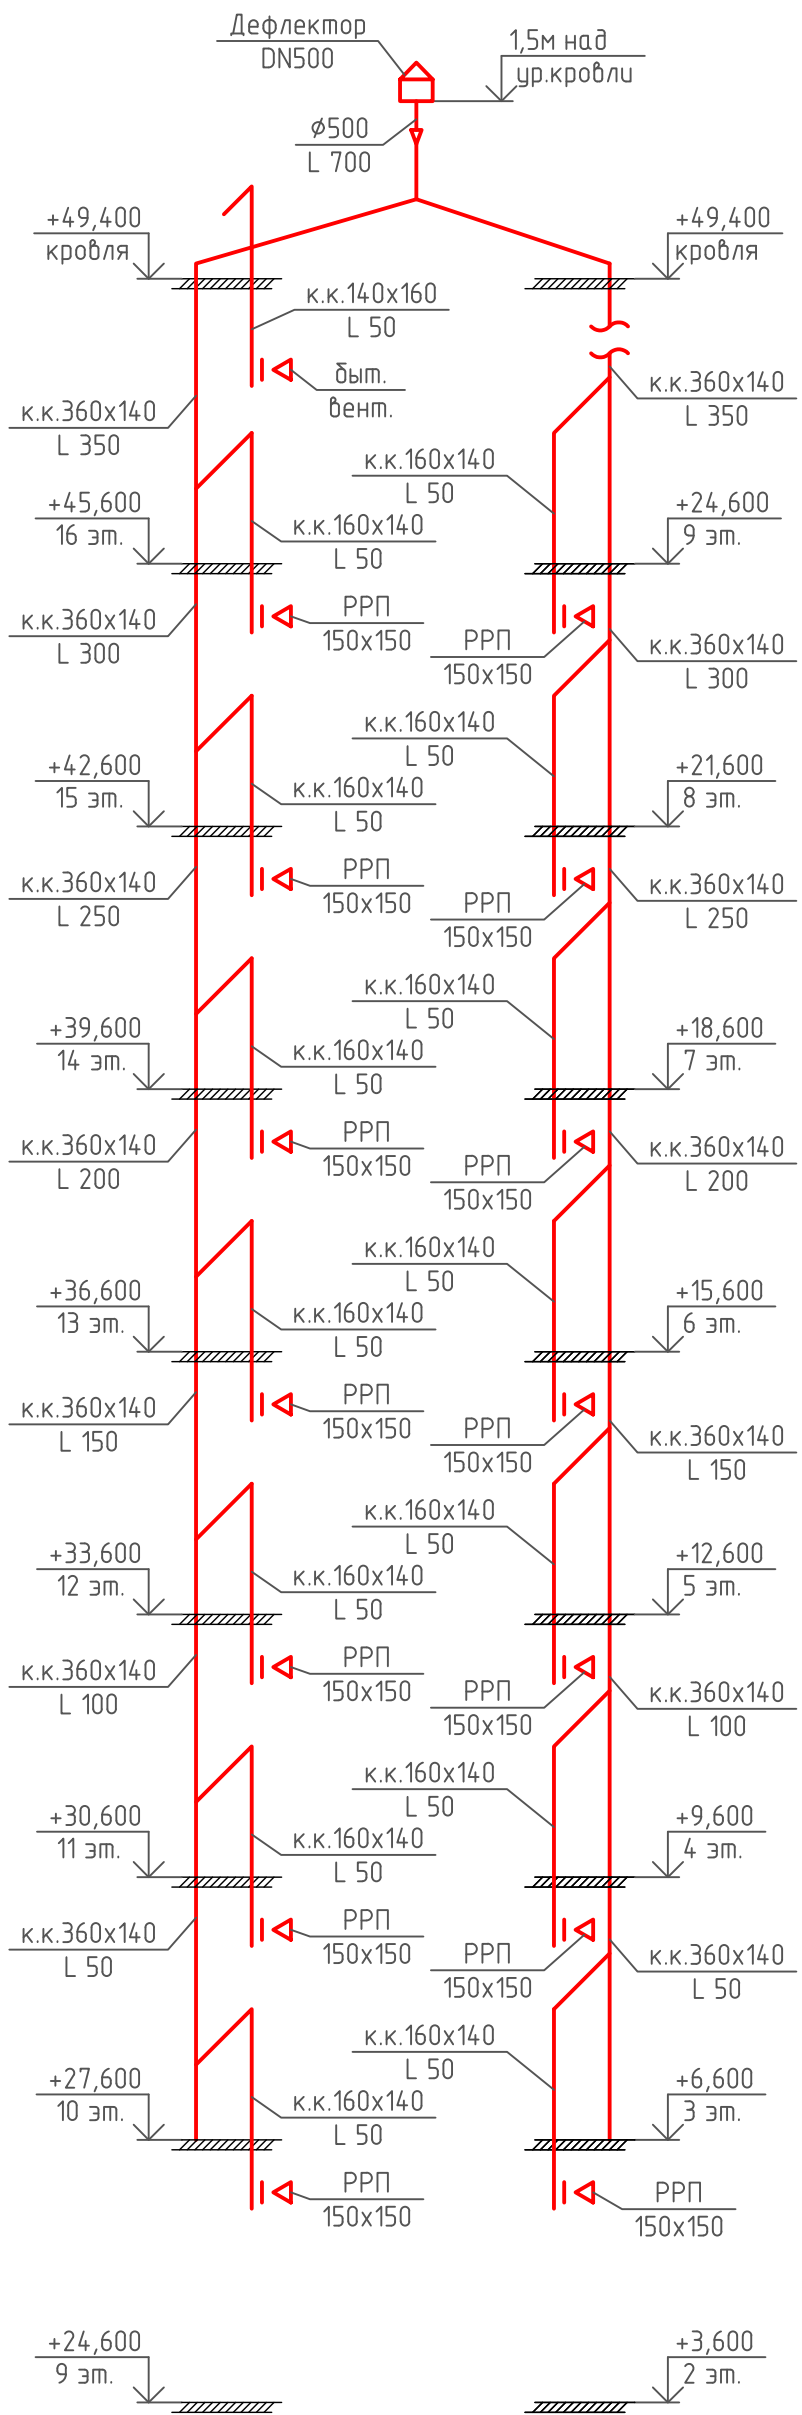 Дефлектор
DN500
1,5м над
ур.кровли
ϕ500
L 700
+49,400
кровля
+49,400
кровля
к.к.140х160
L 50
быт.
вент.
к.к.360х140
L 350
к.к.360х140
L 350
к.к.160х140
L 50
+45,600
16 эт.
к.к.160х140
L 50
+24,600
9 эт.
к.к.360х140
L 300
РРП
150х150
РРП
150х150
к.к.360х140
L 300
к.к.160х140
L 50
+42,600
15 эт.
к.к.160х140
L 50
+21,600
8 эт.
к.к.360х140
L 250
РРП
150х150
РРП
150х150
к.к.360х140
L 250
к.к.160х140
L 50
+39,600
14 эт.
к.к.160х140
L 50
+18,600
7 эт.
к.к.360х140
L 200
РРП
150х150
РРП
150х150
к.к.360х140
L 200
к.к.160х140
L 50
+36,600
13 эт.
к.к.160х140
L 50
+15,600
6 эт.
к.к.360х140
L 150
РРП
150х150
РРП
150х150
к.к.360х140
L 150
к.к.160х140
L 50
+33,600
12 эт.
к.к.160х140
L 50
+12,600
5 эт.
к.к.360х140
L 100
РРП
150х150
РРП
150х150
к.к.360х140
L 100
к.к.160х140
L 50
+30,600
11 эт.
к.к.160х140
L 50
+9,600
4 эт.
к.к.360х140
L 50
РРП
150х150
РРП
150х150
к.к.360х140
L 50
к.к.160х140
L 50
+27,600
10 эт.
к.к.160х140
L 50
+6,600
3 эт.
РРП
150х150
РРП
150х150
+24,600
9 эт.
+3,600
2 эт.